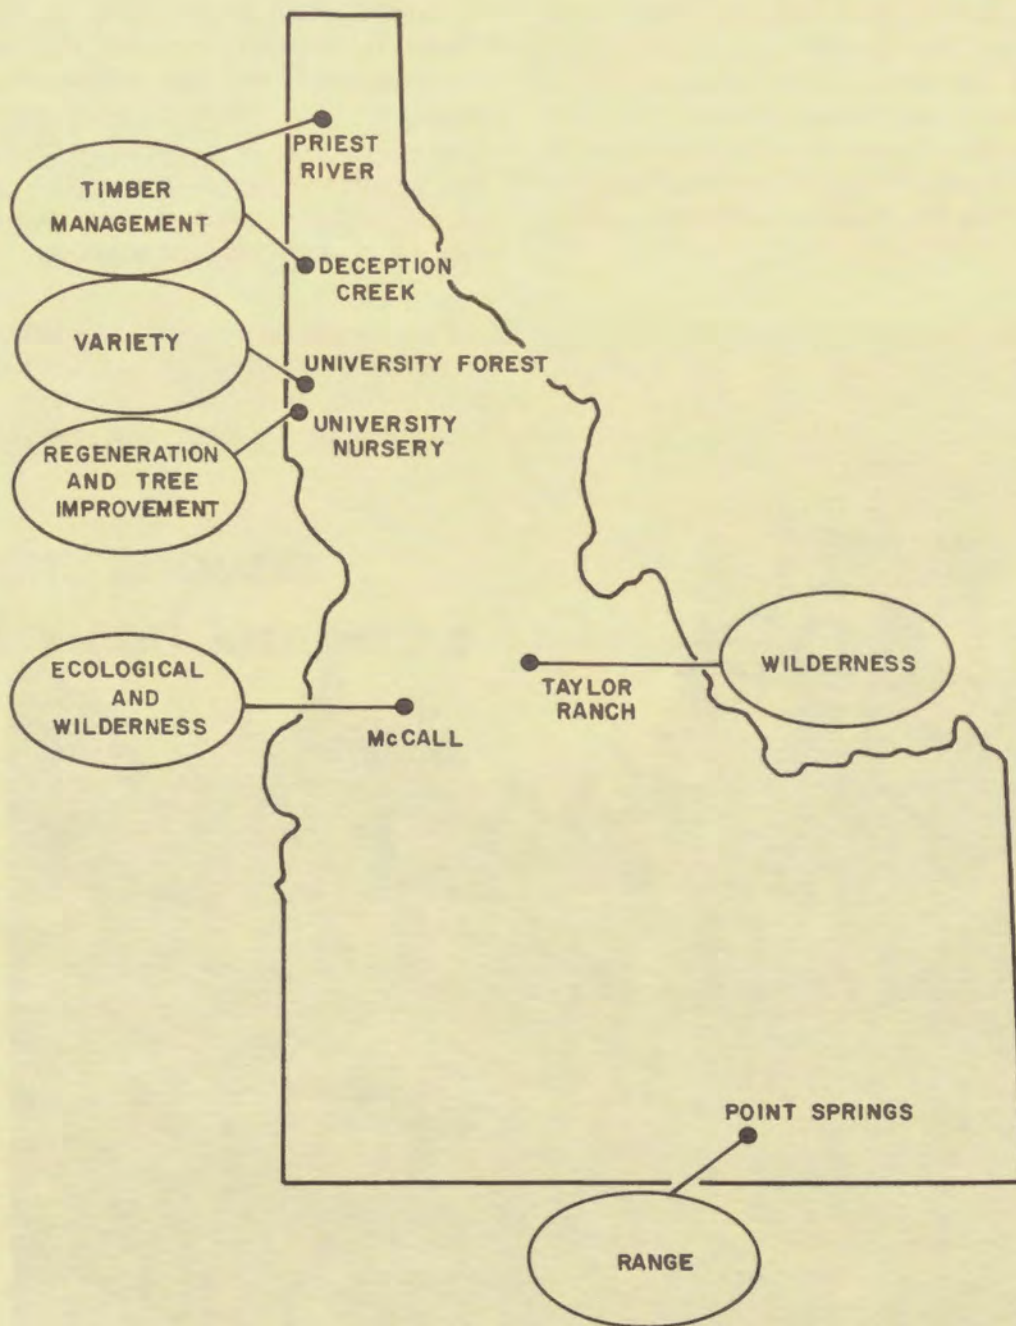 PRIEST
RIVER
TIMBER
MANAGEMENT
DECEPTION
CREEK
VARIETY
UNIVERSITY FOREST
UNIVERSITY
NURSERY
REGENERATION
AND TREE
IMPROVEMENT
ECOLOGICAL
AND
WILDERNESS
McCALL
TAYLOR
RANCH
WILDERNESS
POINT SPRINGS
RANGE